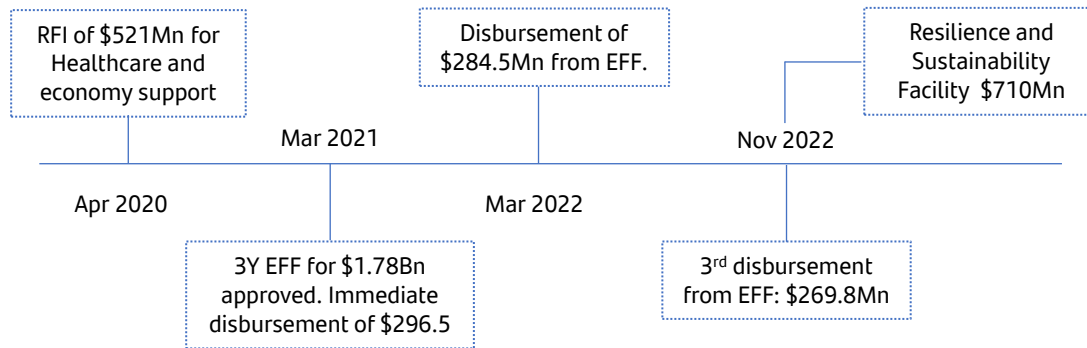 RFI of $521Mn for
Healthcare and
economy support
Disbursement of
$284.5Mn from EFF.
Resilience and
Sustainability
Facility $710Mn
Mar 2021
Nov 2022
Apr 2020
Mar 2022
3Y EFF for $1.78Bn
approved. Immediate
disbursement of $296.5
3rd disbursement
from EFF: $269.8Mn